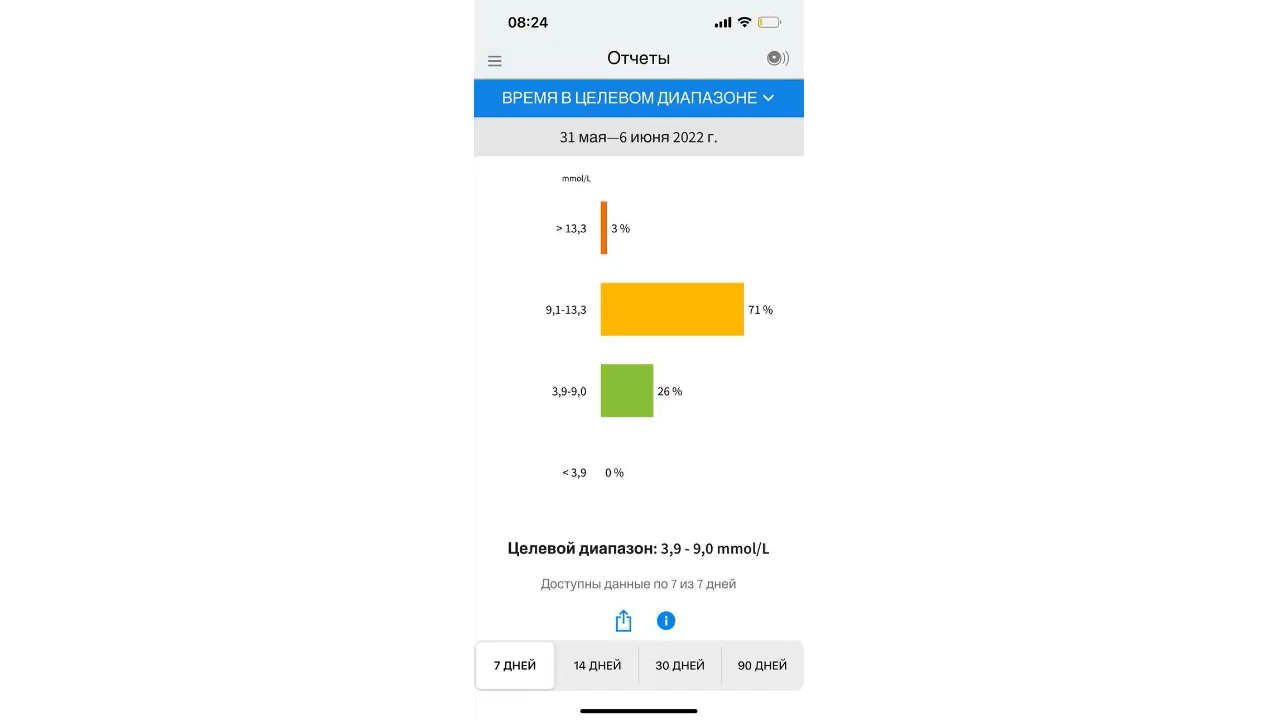 08:24
Отчеты
ВРЕМЯ В ЦЕЛЕВОМ ДИАПАЗОНЕ
31 мая—6 июня 2022 г.
mmol/L
> 13,3 3 %
9,1-13,3 71 %
3,9-9,0 26 %
< 3,9 0 %
Целевой диапазон: 3,9 - 9,0 mmol/L
Доступны данные по 7 из 7 дней
7 ДНЕЙ 14 ДНЕЙ 30 ДНЕЙ 90 ДНЕЙ